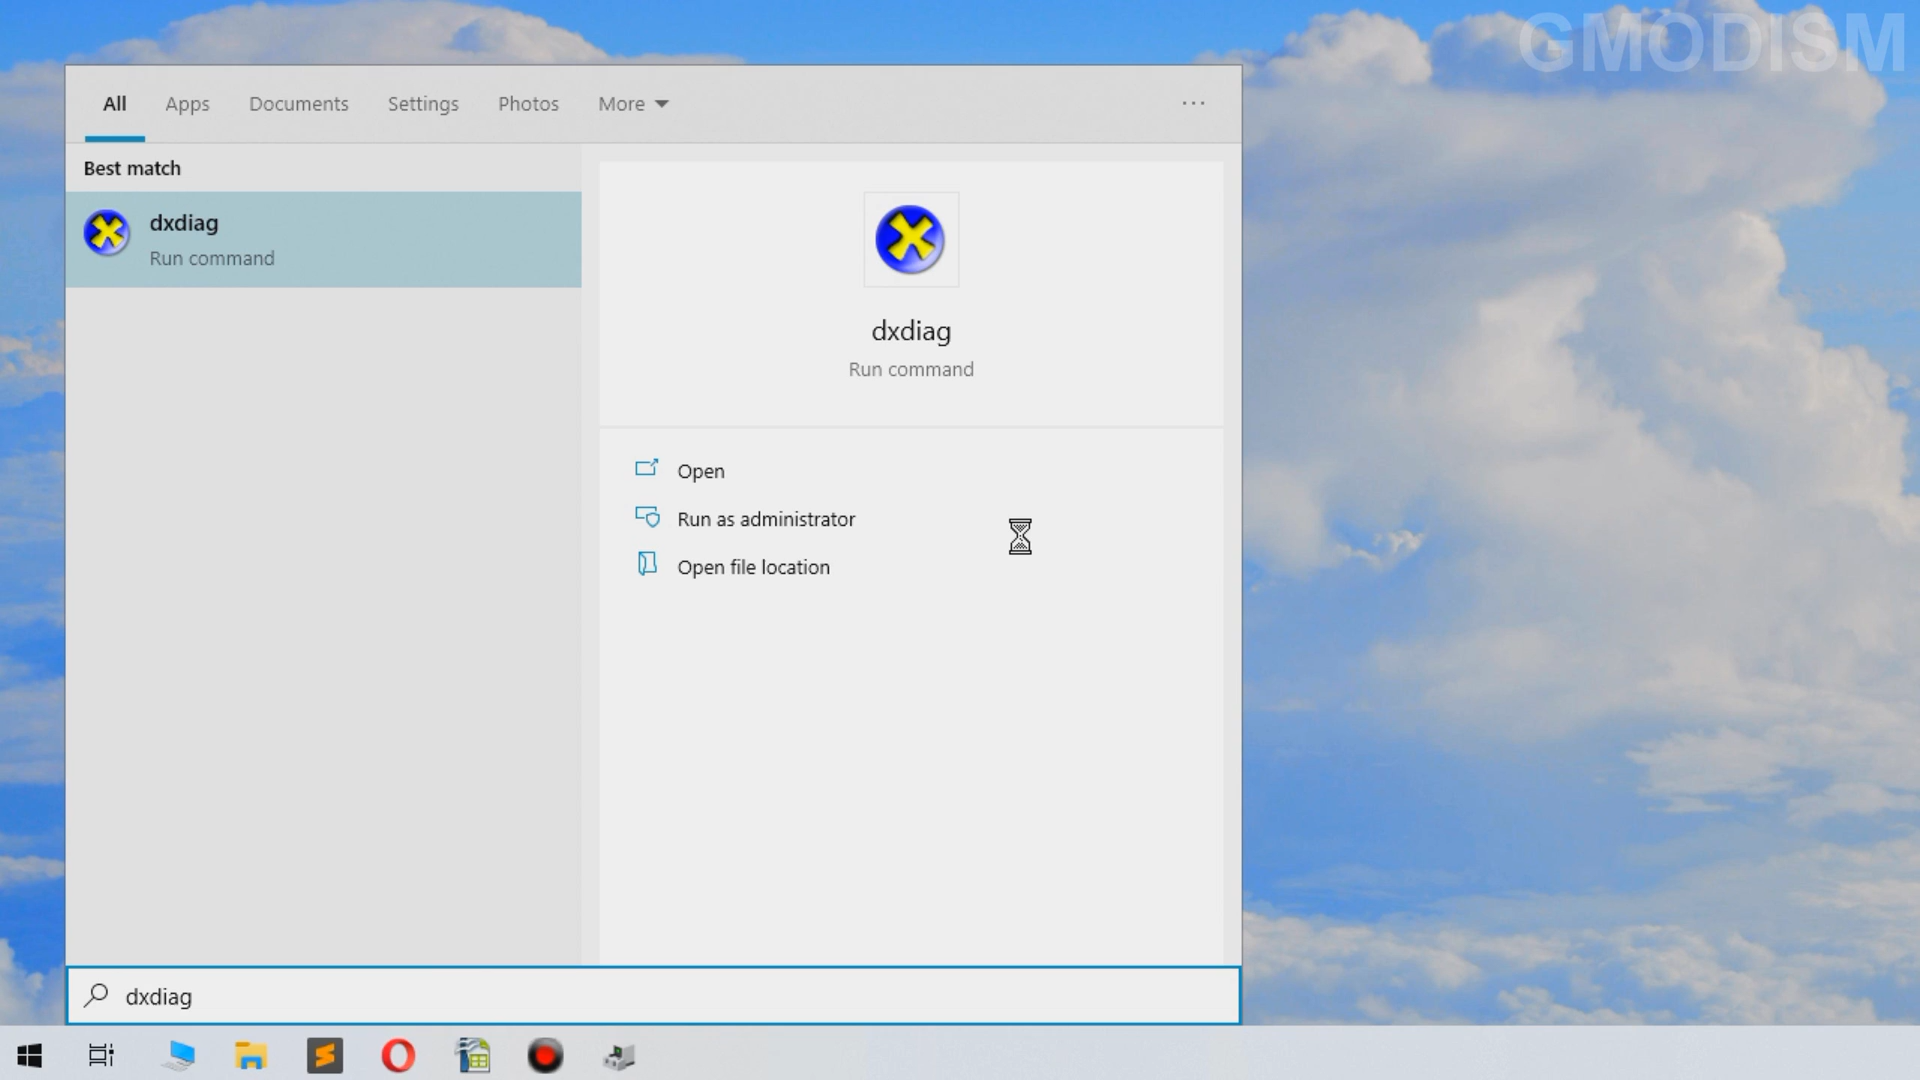 GMODISM
All Apps Documents Settings Photos More ...
Best match
dxdiag
Run command
dxdiag
Run command
Open
Run as administrator
Open file location
dxdiag